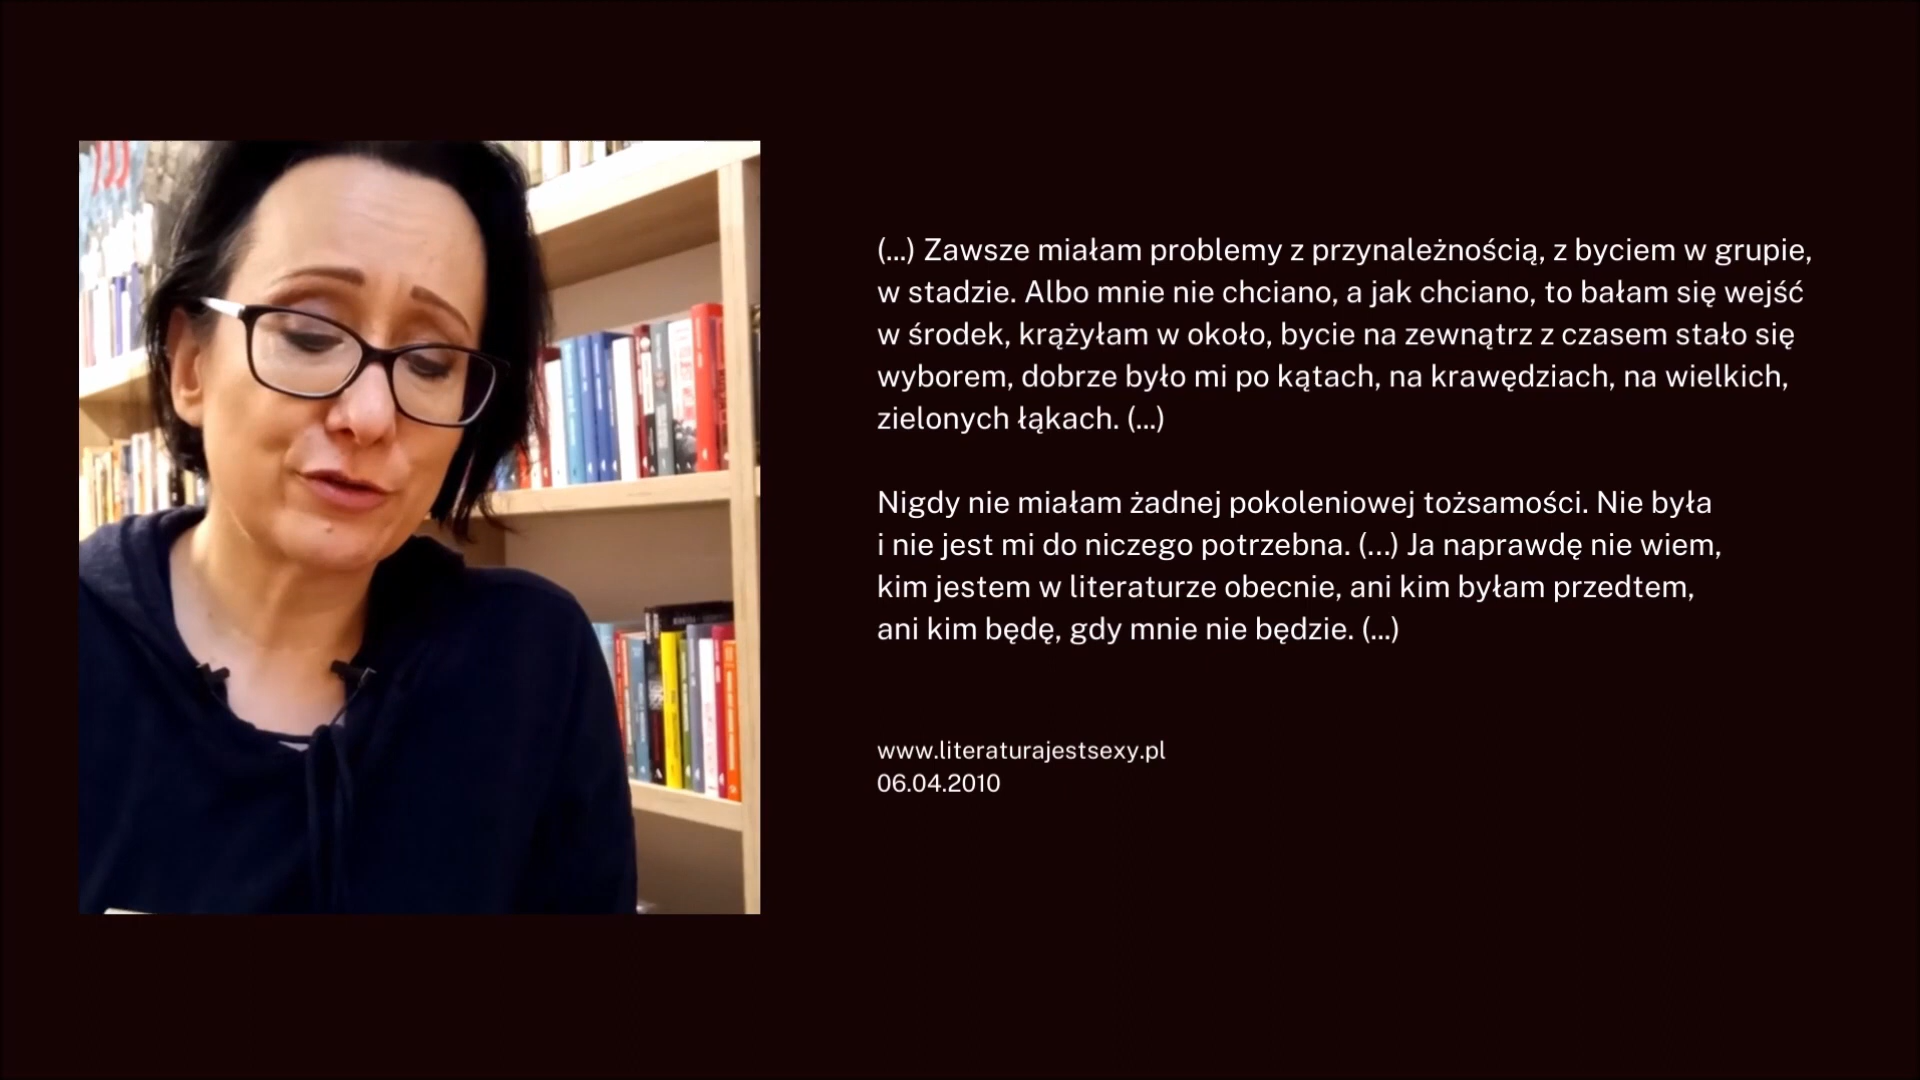 (...) Zawsze miałam problemy z przynależnością, z byciem w grupie,
w stadzie. Albo mnie nie chciano, a jak chciano, to bałam się wejść
w środek, krążyłam w około, bycie na zewnątrz z czasem stało się
wyborem, dobrze było mi po kątach, na krawędziach, na wielkich,
zielonych łąkach. (...)
Nigdy nie miałam żadnej pokoleniowej tożsamości. Nie była
i nie jest mi do niczego potrzebna. (...) Ja naprawdę nie wiem,
kim jestem w literaturze obecnie, ani kim byłam przedtem,
ani kim będę, gdy mnie nie będzie. (...)
www.literaturajestsexy.pl
06.04.2010